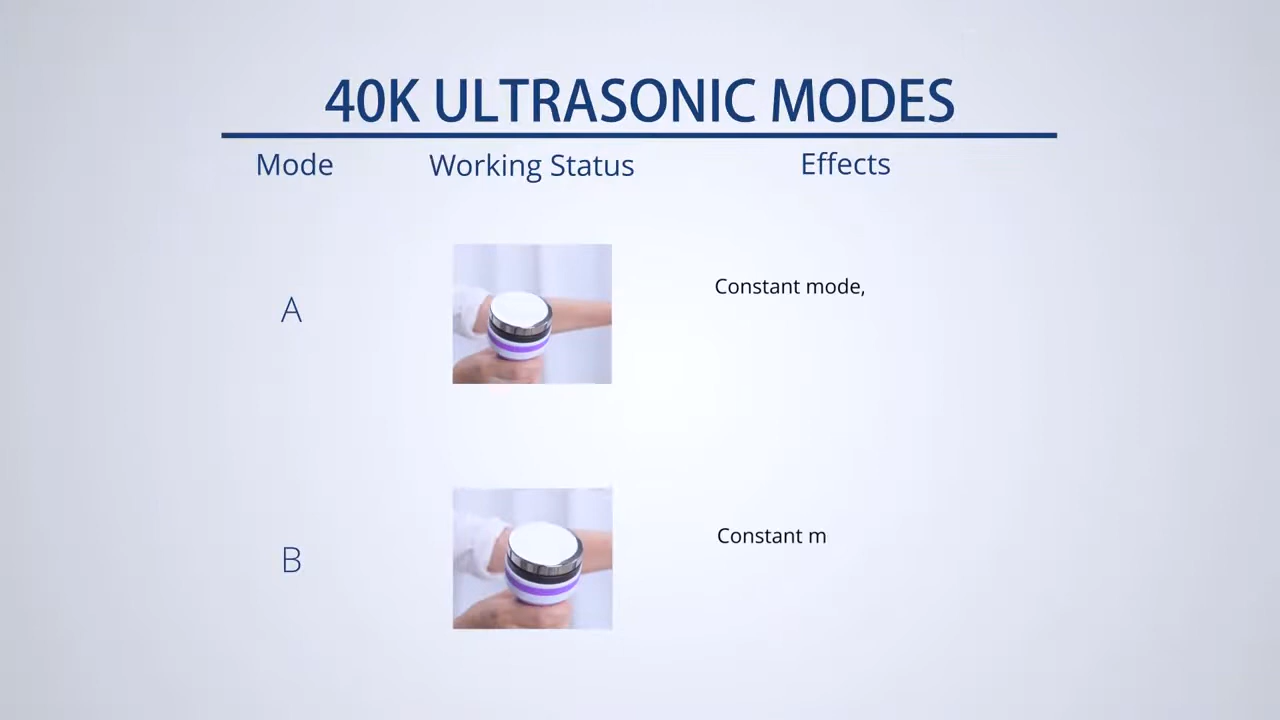 40K ULTRASONIC MODES
Mode Working Status Effects
A Constant mode,
B Constant m